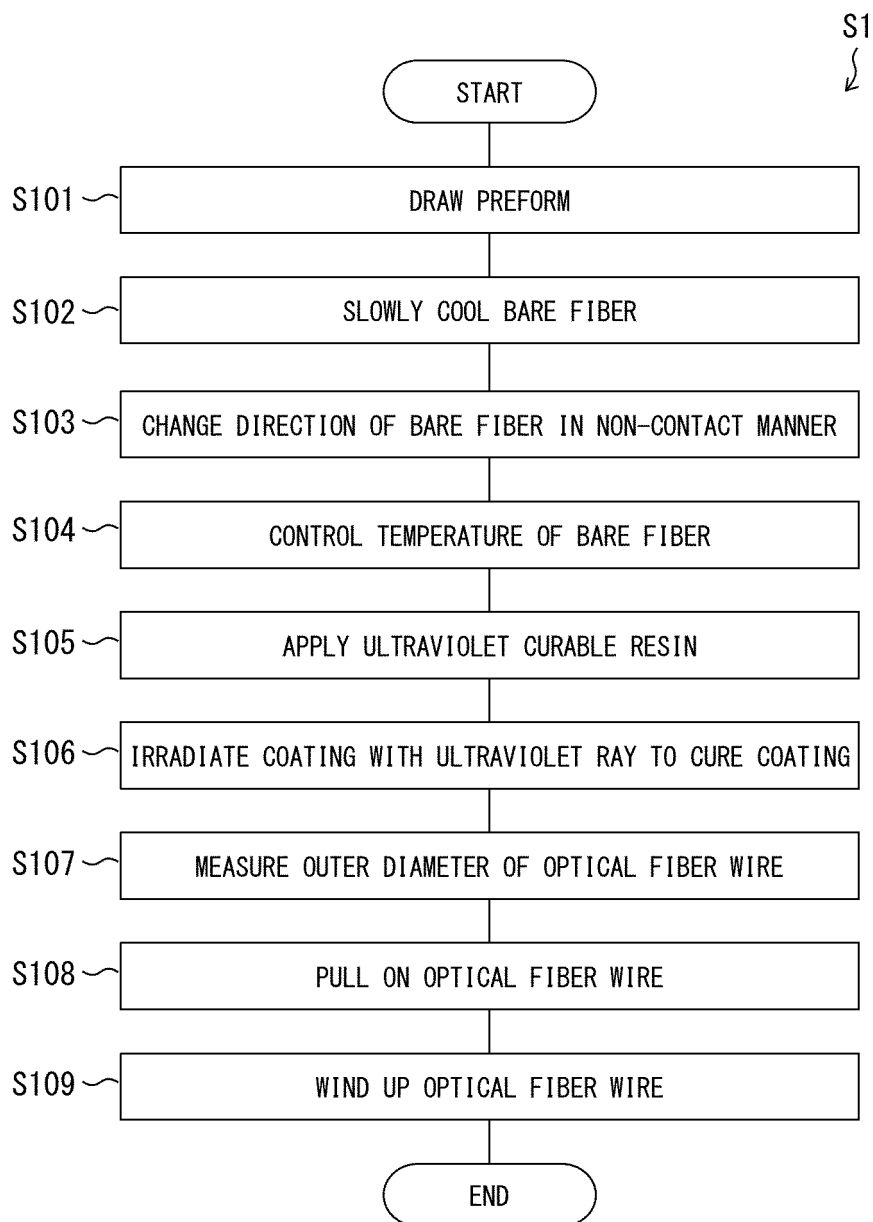 S1
START
S101 DRAW PREFORM
S102 SLOWLY COOL BARE FIBER
S103 CHANGE DIRECTION OF BARE FIBER IN NON-CONTACT MANNER
S104 CONTROL TEMPERATURE OF BARE FIBER
S105 APPLY ULTRAVIOLET CURABLE RESIN
S106 IRRADIATE COATING WITH ULTRAVIOLET RAY TO CURE COATING
S107 MEASURE OUTER DIAMETER OF OPTICAL FIBER WIRE
S108 PULL ON OPTICAL FIBER WIRE
S109 WIND UP OPTICAL FIBER WIRE
END